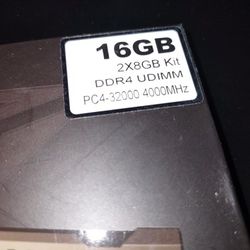 16GB
2X8GB Kit
DDR4 UDIMM
PC4-32000 4000MHz